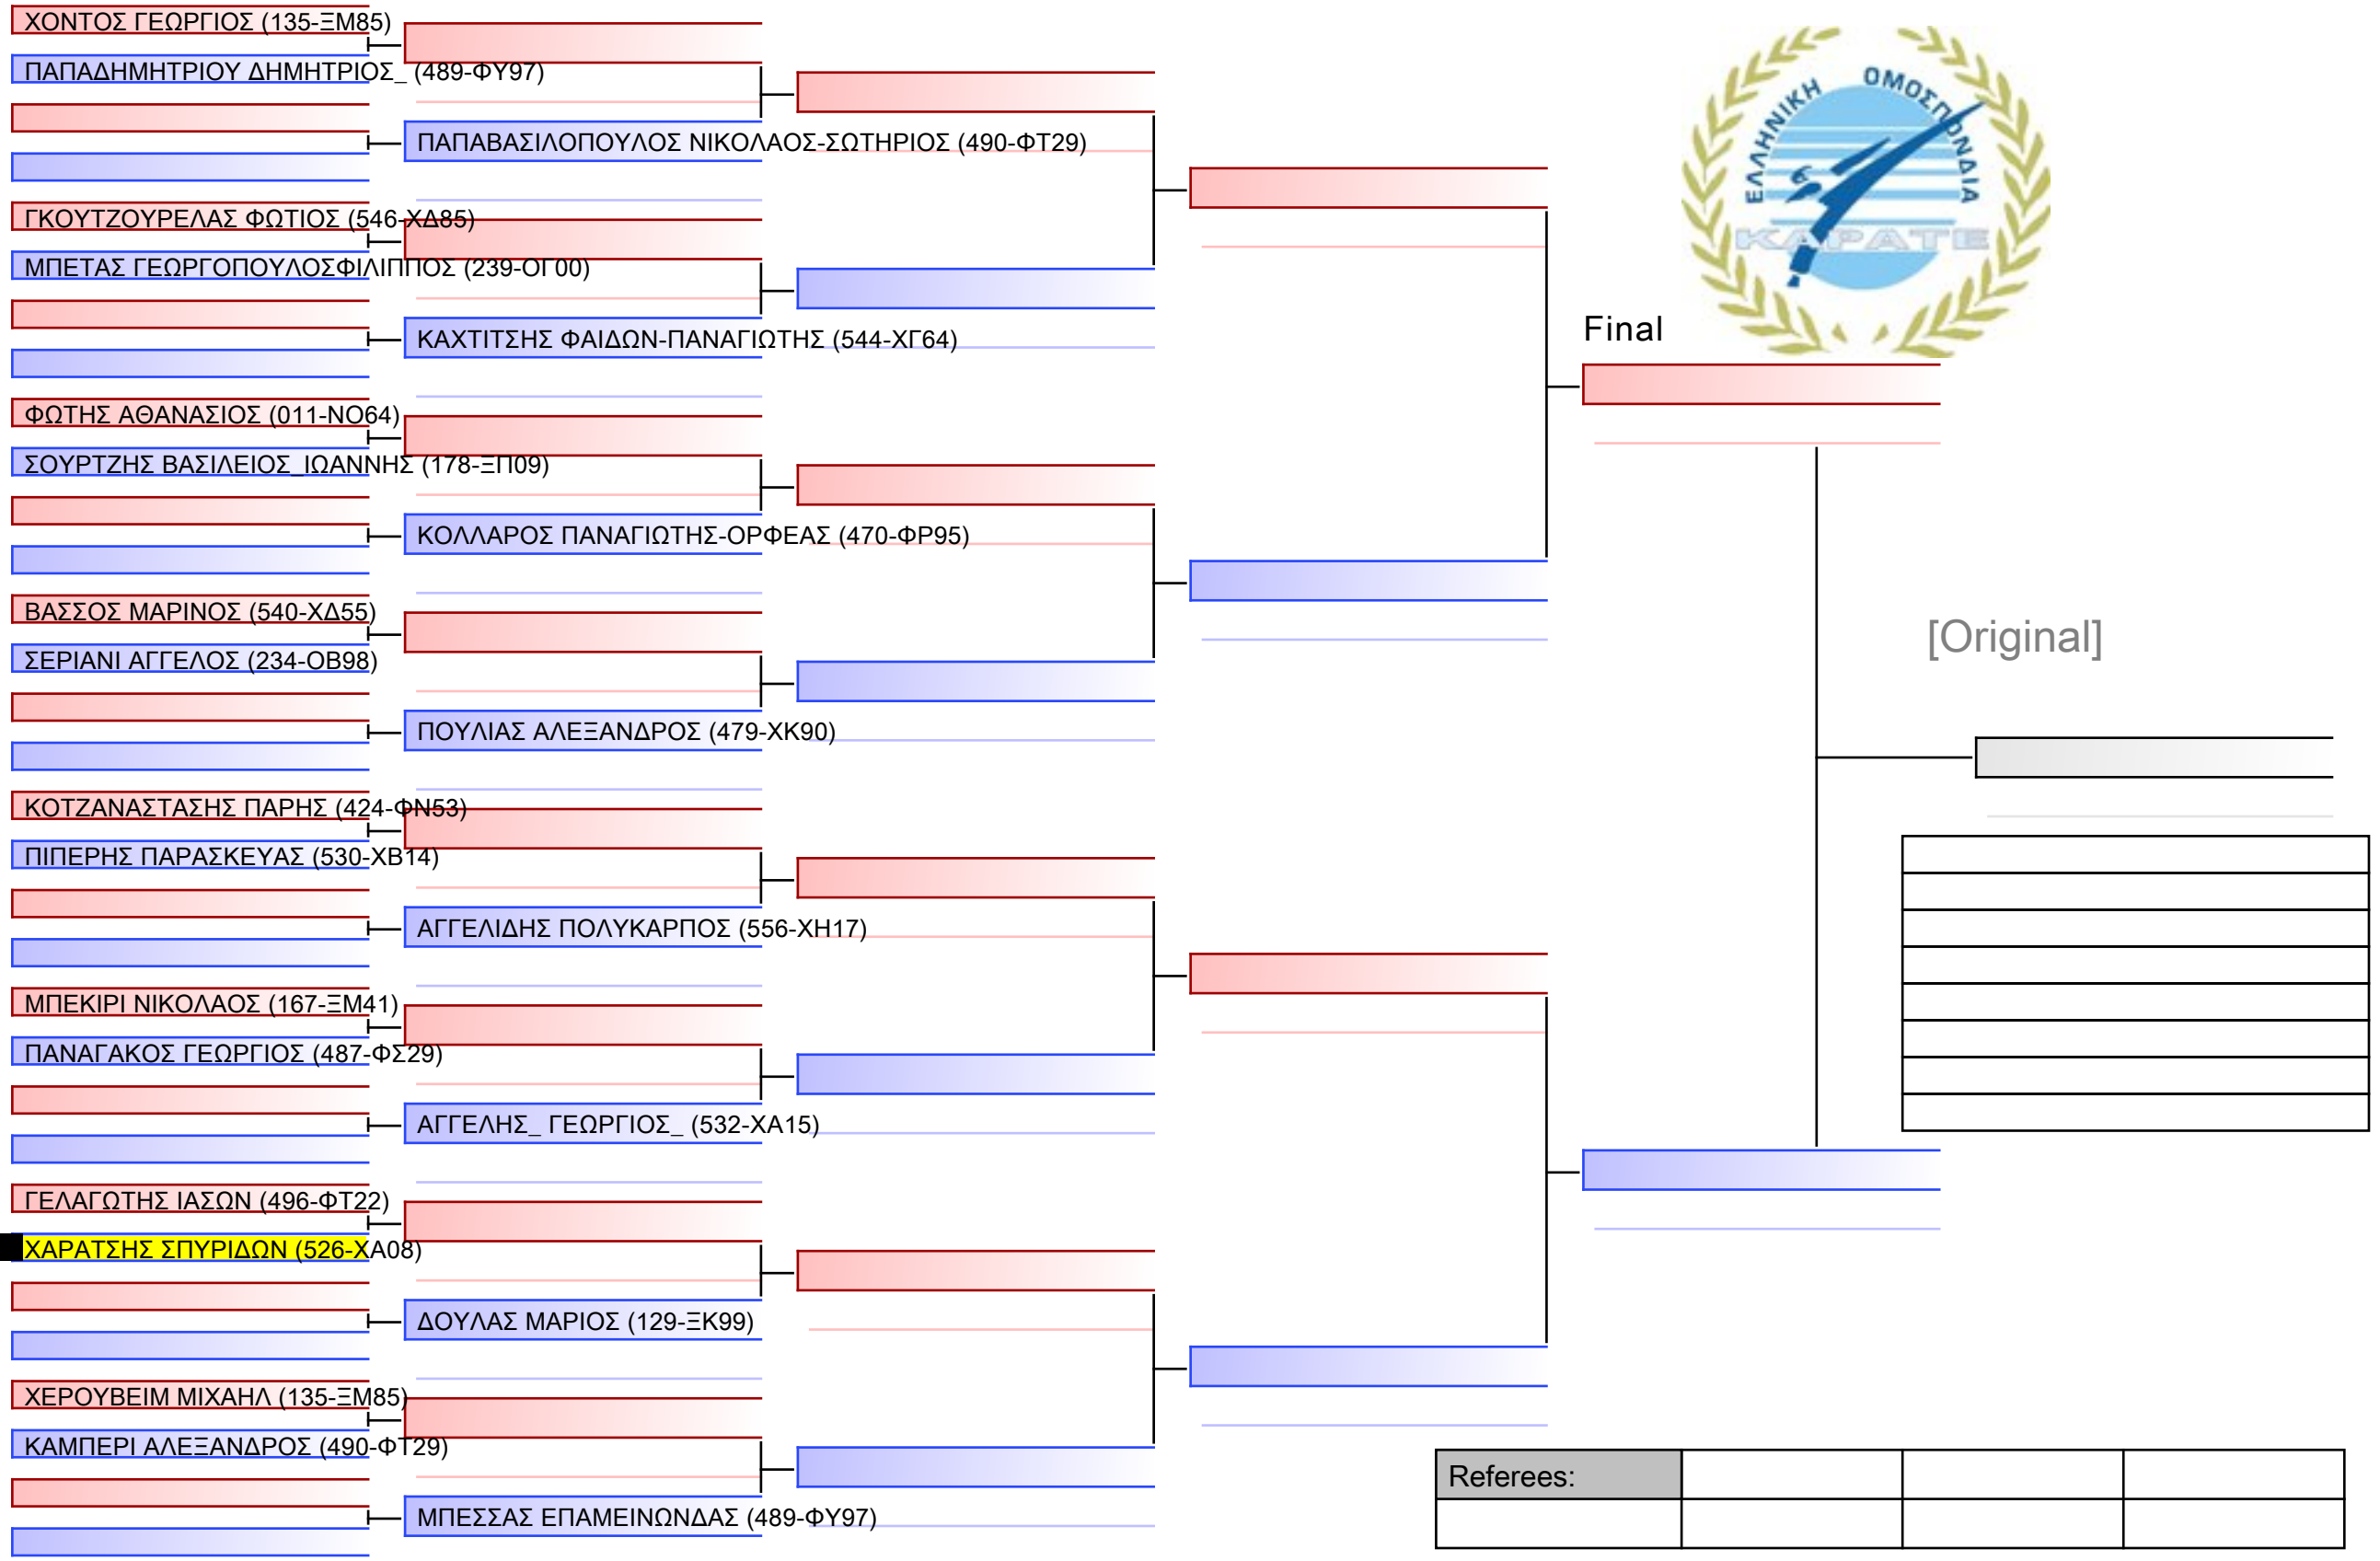 ΧΟΝΤΟΣ ΓΕΩΡΓΙΟΣ (135-ΞΜ85)
ΠΑΠΑΔΗΜΗΤΡΙΟΥ ΔΗΜΗΤΡΙΟΣ_ (489-ΦΥ97)
ΠΑΠΑΒΑΣΙΛΟΠΟΥΛΟΣ ΝΙΚΟΛΑΟΣ-ΣΩΤΗΡΙΟΣ (490-ΦΤ29)
ΓΚΟΥΤΖΟΥΡΕΛΑΣ ΦΩΤΙΟΣ (546-ΧΔ85)
ΜΠΕΤΑΣ ΓΕΩΡΓΟΠΟΥΛΟΣΦΙΛΙΠΠΟΣ (239-ΟΓ00)
ΚΑΧΤΙΤΣΗΣ ΦΑΙΔΩΝ-ΠΑΝΑΓΙΩΤΗΣ (544-ΧΓ64)
ΦΩΤΗΣ ΑΘΑΝΑΣΙΟΣ (011-ΝΟ64)
ΣΟΥΡΤΖΗΣ ΒΑΣΙΛΕΙΟΣ_ΙΩΑΝΝΗΣ (178-ΞΠ09)
ΚΟΛΛΑΡΟΣ ΠΑΝΑΓΙΩΤΗΣ-ΟΡΦΕΑΣ (470-ΦΡ95)
ΒΑΣΣΟΣ ΜΑΡΙΝΟΣ (540-ΧΔ55)
ΣΕΡΙΑΝΙ ΑΓΓΕΛΟΣ (234-ΟΒ98)
ΠΟΥΛΙΑΣ ΑΛΕΞΑΝΔΡΟΣ (479-ΧΚ90)
ΚΟΤΖΑΝΑΣΤΑΣΗΣ ΠΑΡΗΣ (424-ΦΝ53)
ΠΙΠΕΡΗΣ ΠΑΡΑΣΚΕΥΑΣ (530-ΧΒ14)
ΑΓΓΕΛΙΔΗΣ ΠΟΛΥΚΑΡΠΟΣ (556-ΧΗ17)
ΜΠΕΚΙΡΙ ΝΙΚΟΛΑΟΣ (167-ΞΜ41)
ΠΑΝΑΓΑΚΟΣ ΓΕΩΡΓΙΟΣ (487-ΦΣ29)
ΑΓΓΕΛΗΣ_ ΓΕΩΡΓΙΟΣ_ (532-ΧΑ15)
ΓΕΛΑΓΩΤΗΣ ΙΑΣΩΝ (496-ΦΤ22)
ΧΑΡΑΤΣΗΣ ΣΠΥΡΙΔΩΝ (526-ΧΑ08)
ΔΟΥΛΑΣ ΜΑΡΙΟΣ (129-ΞΚ99)
ΧΕΡΟΥΒΕΙΜ ΜΙΧΑΗΛ (135-ΞΜ85)
ΚΑΜΠΕΡΙ ΑΛΕΞΑΝΔΡΟΣ (490-ΦΤ29)
ΜΠΕΣΣΑΣ ΕΠΑΜΕΙΝΩΝΔΑΣ (489-ΦΥ97)
ΕΛΛΗΝΙΚΗ ΟΜΟΣΠΟΝΔΙΑ
ΚΑΡΑΤΕ
Final
[Original]
Referees: